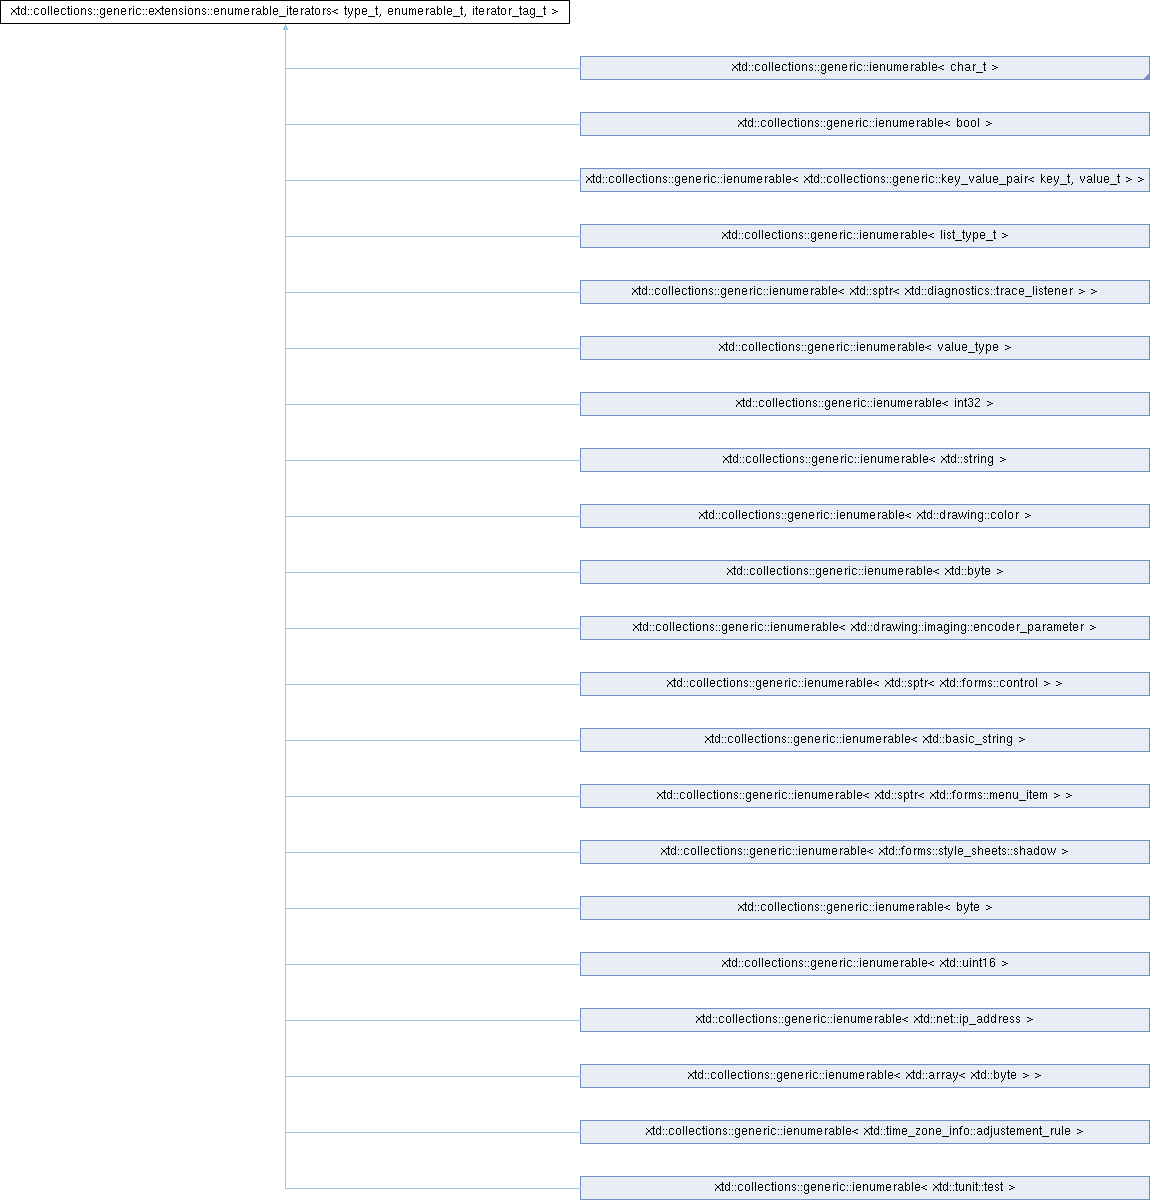 xtd::collections::generic::extensions::enumerable_iterators< type_t, enumerable_t, iterator_tag_t >
xtd::collections::generic::ienumerable< char_t >
xtd::collections::generic::ienumerable< bool >
xtd::collections::generic::ienumerable< xtd::collections::generic::key_value_pair< key_t, value_t > >
xtd::collections::generic::ienumerable< list_type_t >
xtd::collections::generic::ienumerable< xtd::sptr< xtd::diagnostics::trace_listener > >
xtd::collections::generic::ienumerable< value_type >
xtd::collections::generic::ienumerable< int32 >
xtd::collections::generic::ienumerable< xtd::string >
xtd::collections::generic::ienumerable< xtd::drawing::color >
xtd::collections::generic::ienumerable< xtd::byte >
xtd::collections::generic::ienumerable< xtd::drawing::imaging::encoder_parameter >
xtd::collections::generic::ienumerable< xtd::sptr< xtd::forms::control > >
xtd::collections::generic::ienumerable< xtd::basic_string >
xtd::collections::generic::ienumerable< xtd::sptr< xtd::forms::menu_item > >
xtd::collections::generic::ienumerable< xtd::forms::style_sheets::shadow >
xtd::collections::generic::ienumerable< byte >
xtd::collections::generic::ienumerable< xtd::uint16 >
xtd::collections::generic::ienumerable< xtd::net::ip_address >
xtd::collections::generic::ienumerable< xtd::array< xtd::byte > >
xtd::collections::generic::ienumerable< xtd::time_zone_info::adjustement_rule >
xtd::collections::generic::ienumerable< xtd::tunit::test >